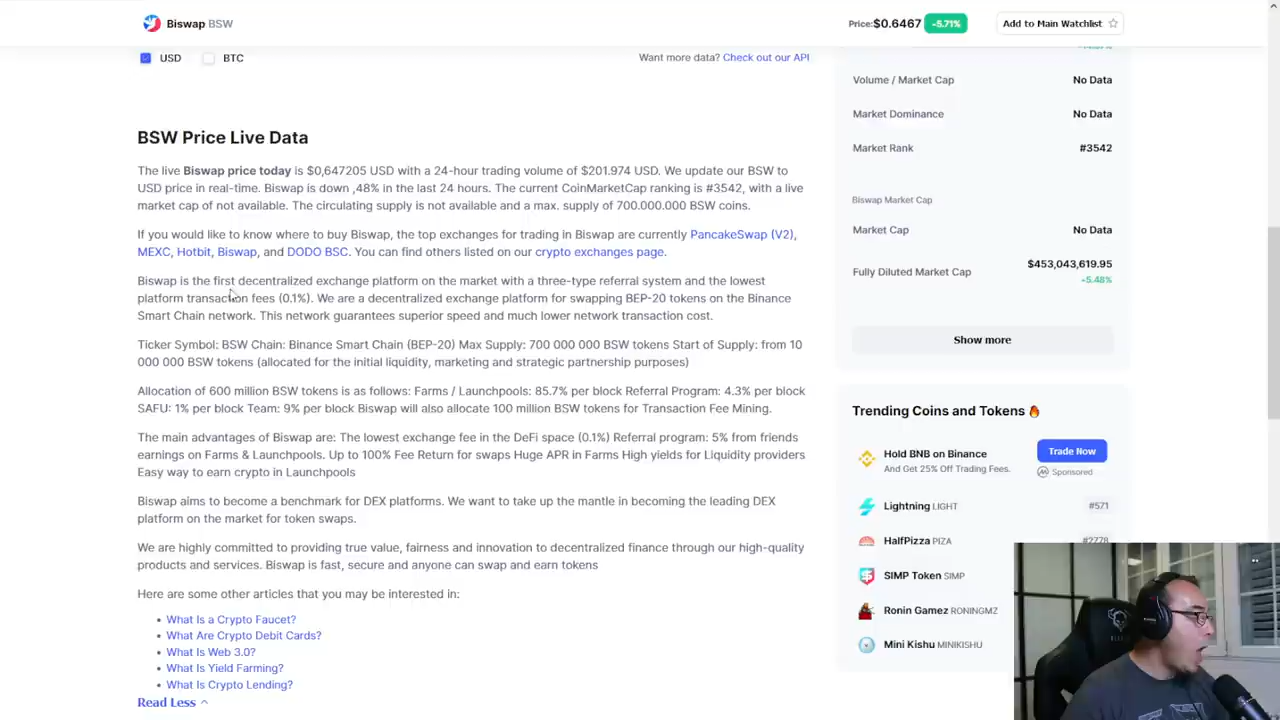 Biswap BSW
Price: $0.6467 -5.71%
Add to Main Watchlist
USD
BTC
Want more data? Check out our API
BSW Price Live Data
The live Biswap price today is $0,647205 USD with a 24-hour trading volume of $201.974 USD. We update our BSW to
USD price in real-time. Biswap is down ,48% in the last 24 hours. The current CoinMarketCap ranking is #3542, with a live
market cap of not available. The circulating supply is not available and a max. supply of 700.000.000 BSW coins.
If you would like to know where to buy Biswap, the top exchanges for trading in Biswap are currently PancakeSwap (V2),
MEXC, Hotbit, Biswap, and DODO BSC. You can find others listed on our crypto exchanges page.
Biswap is the first decentralized exchange platform on the market with a three-type referral system and the lowest
platform transaction fees (0.1%). We are a decentralized exchange platform for swapping BEP-20 tokens on the Binance
Smart Chain network. This network guarantees superior speed and much lower network transaction cost.
Ticker Symbol: BSW Chain: Binance Smart Chain (BEP-20) Max Supply: 700 000 000 BSW tokens Start of Supply: from 10
000 000 BSW tokens (allocated for the initial liquidity, marketing and strategic partnership purposes)
Allocation of 600 million BSW tokens is as follows: Farms / Launchpools: 85.7% per block Referral Program: 4.3% per block
SAFU: 1% per block Team: 9% per block Biswap will also allocate 100 million BSW tokens for Transaction Fee Mining.
The main advantages of Biswap are: The lowest exchange fee in the DeFi space (0.1%) Referral program: 5% from friends
earnings on Farms & Launchpools. Up to 100% Fee Return for swaps Huge APR in Farms High yields for Liquidity providers
Easy way to earn crypto in Launchpools
Biswap aims to become a benchmark for DEX platforms. We want to take up the mantle in becoming the leading DEX
platform on the market for token swaps.
We are highly committed to providing true value, fairness and innovation to decentralized finance through our high-quality
products and services. Biswap is fast, secure and anyone can swap and earn tokens
Here are some other articles that you may be interested in:
What Is a Crypto Faucet?
What Are Crypto Debit Cards?
What Is Web 3.0?
What Is Yield Farming?
What Is Crypto Lending?
Read Less
Volume / Market Cap No Data
Market Dominance No Data
Market Rank #3542
Biswap Market Cap
Market Cap No Data
Fully Diluted Market Cap $453,043,619.95
+5.48%
Show more
Trending Coins and Tokens
Hold BNB on Binance
And Get 25% Off Trading Fees.
Trade Now
Sponsored
Lightning LIGHT #571
HalfPizza PIZA #2778
SIMP Token SIMP
Ronin Gamez RONINGMZ
Mini Kishu MINIKISHU